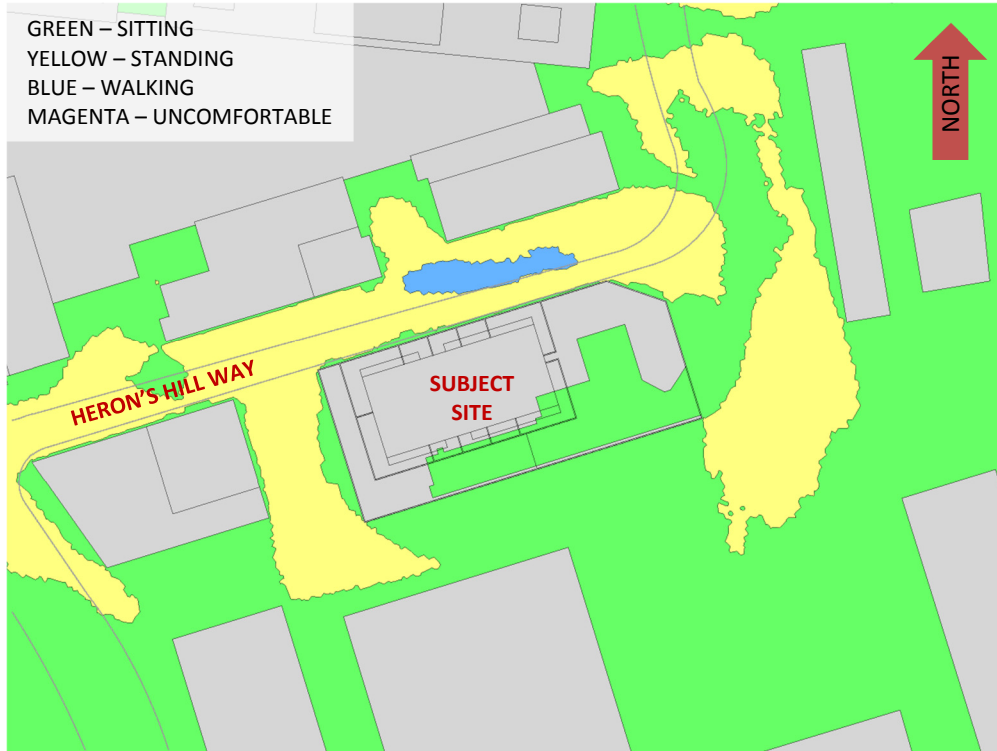 GREEN – SITTING
YELLOW – STANDING
BLUE – WALKING
MAGENTA – UNCOMFORTABLE
NORTH
HERON'S HILL WAY
SUBJECT
SITE